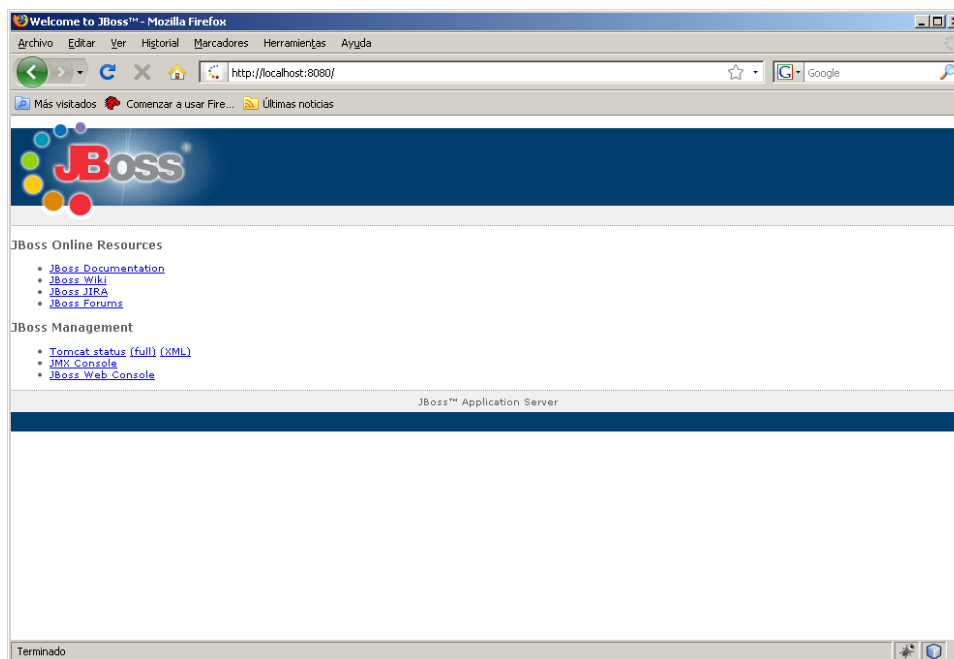 Welcome to JBoss™ - Mozilla Firefox
Archivo Editar Ver Historial Marcadores Herramientas Ayuda
http://localhost:8080/ G Google
Más visitados Comenzar a usar Fire... Últimas noticias
JBoss®
JBoss Online Resources
JBoss Documentation
JBoss Wiki
JBoss JIRA
JBoss Forums
JBoss Management
Tomcat status (full) (XML)
JMX Console
JBoss Web Console
JBoss™ Application Server
Terminado